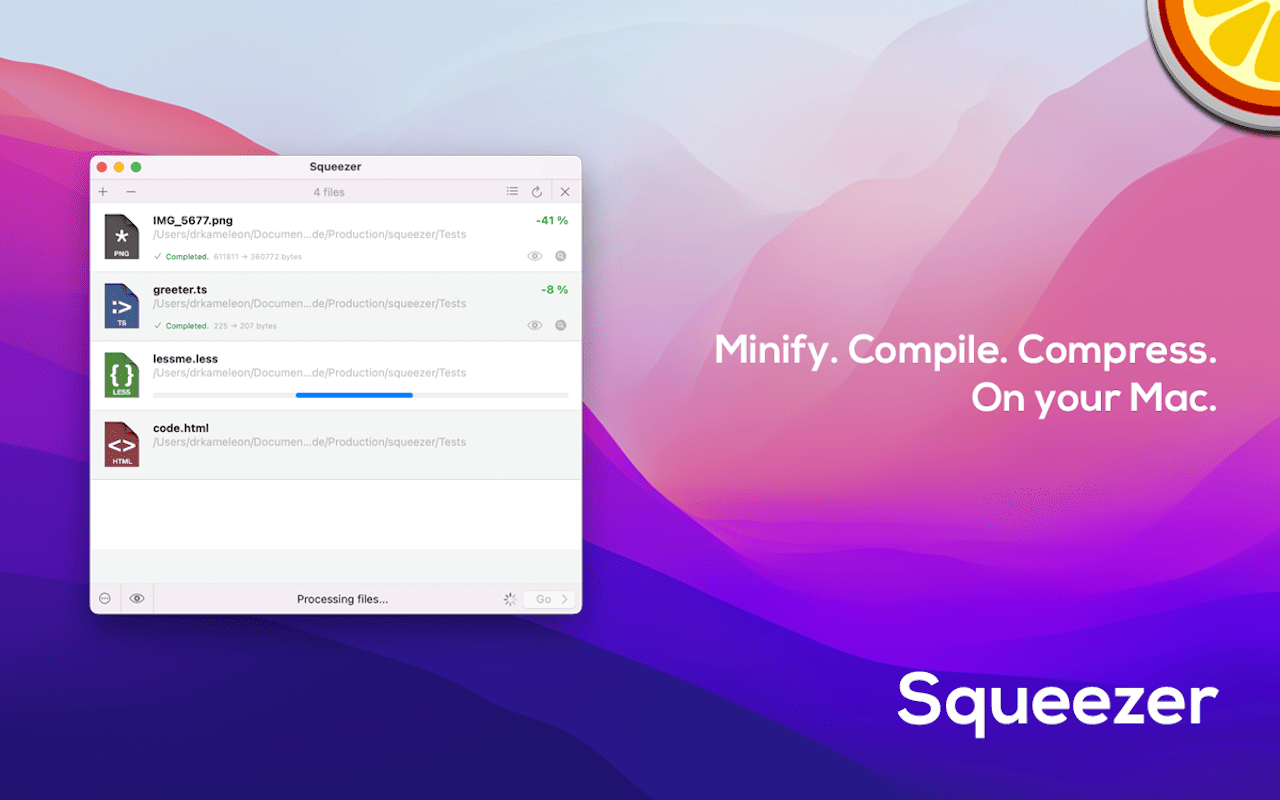 Squeezer
4 files
IMG_5677.png
-41 %
/Users/drkameleon/Documen...de/Production/squeezer/Tests
✓ Completed. 611811 → 360772 bytes
PNG
greeter.ts
-8 %
/Users/drkameleon/Documen...de/Production/squeezer/Tests
✓ Completed. 225 → 207 bytes
:>
TS
lessme.less
/Users/drkameleon/Documen...de/Production/squeezer/Tests
{}
LESS
code.html
/Users/drkameleon/Documen...de/Production/squeezer/Tests
<>
HTML
Processing files...
Go
Minify. Compile. Compress.
On your Mac.
Squeezer